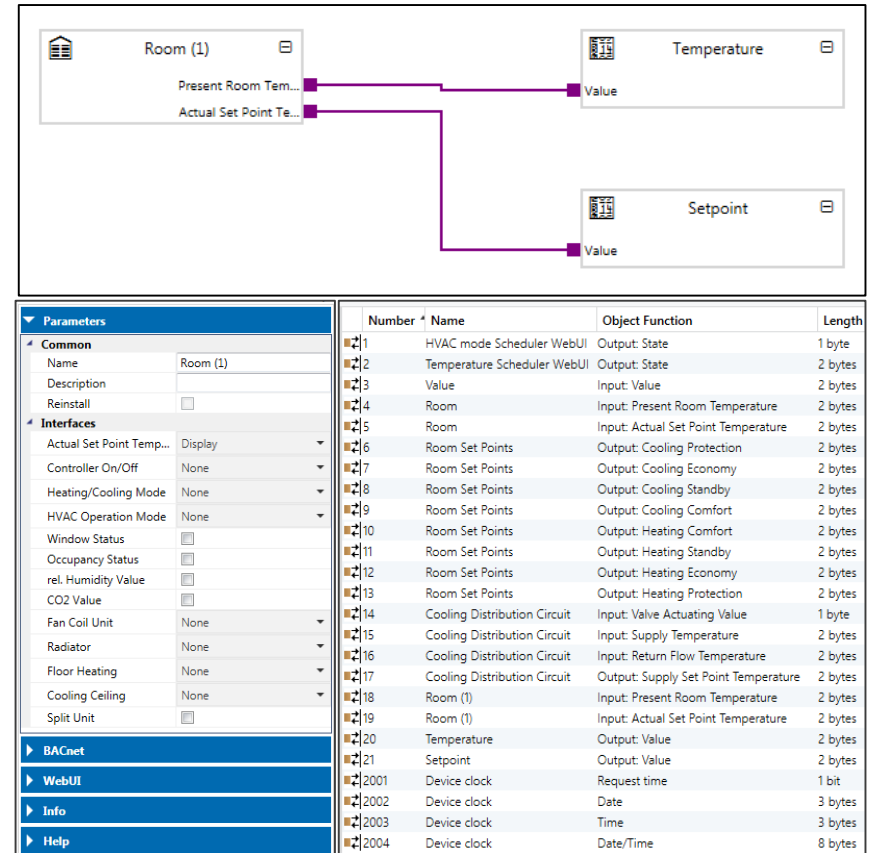 Room (1)
Temperature
Present Room Tem...
Value
Actual Set Point Te...
Setpoint
Value
Parameters
Common
Name Room (1)
Description
Reinstall
Interfaces
Actual Set Point Temp... Display
Controller On/Off None
Heating/Cooling Mode None
HVAC Operation Mode None
Window Status
Occupancy Status
rel. Humidity Value
CO2 Value
Fan Coil Unit None
Radiator None
Floor Heating None
Cooling Ceiling None
Split Unit
BACnet
WebUI
Info
Help
Number Name Object Function Length
1 HVAC mode Scheduler WebUI Output: State 1 byte
2 Temperature Scheduler WebUI Output: State 2 bytes
3 Value Input: Value 2 bytes
4 Room Input: Present Room Temperature 2 bytes
5 Room Input: Actual Set Point Temperature 2 bytes
6 Room Set Points Output: Cooling Protection 2 bytes
7 Room Set Points Output: Cooling Economy 2 bytes
8 Room Set Points Output: Cooling Standby 2 bytes
9 Room Set Points Output: Cooling Comfort 2 bytes
10 Room Set Points Output: Heating Comfort 2 bytes
11 Room Set Points Output: Heating Standby 2 bytes
12 Room Set Points Output: Heating Economy 2 bytes
13 Room Set Points Output: Heating Protection 2 bytes
14 Cooling Distribution Circuit Input: Valve Actuating Value 1 byte
15 Cooling Distribution Circuit Input: Supply Temperature 2 bytes
16 Cooling Distribution Circuit Input: Return Flow Temperature 2 bytes
17 Cooling Distribution Circuit Output: Supply Set Point Temperature 2 bytes
18 Room (1) Input: Present Room Temperature 2 bytes
19 Room (1) Input: Actual Set Point Temperature 2 bytes
20 Temperature Output: Value 2 bytes
21 Setpoint Output: Value 2 bytes
2001 Device clock Request time 1 bit
2002 Device clock Date 3 bytes
2003 Device clock Time 3 bytes
2004 Device clock Date/Time 8 bytes